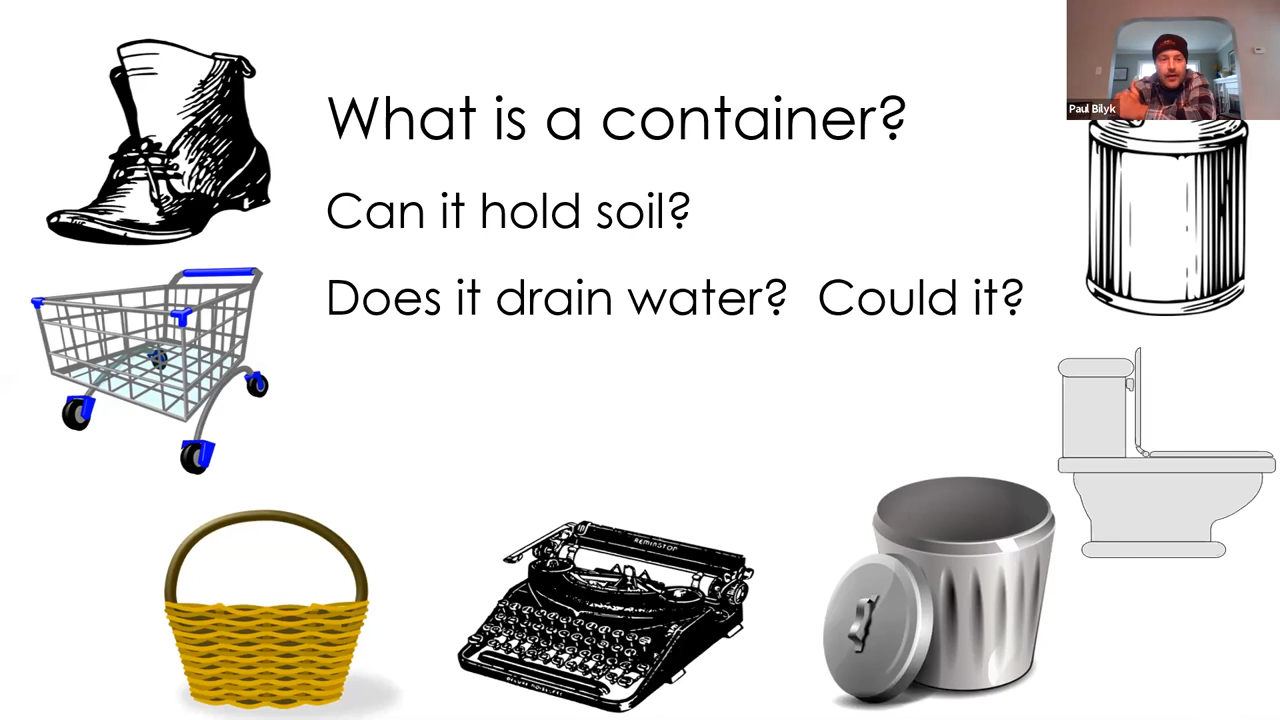 What is a container?
Paul Bilyk
Can it hold soil?
Does it drain water?  Could it?
REMINGTON